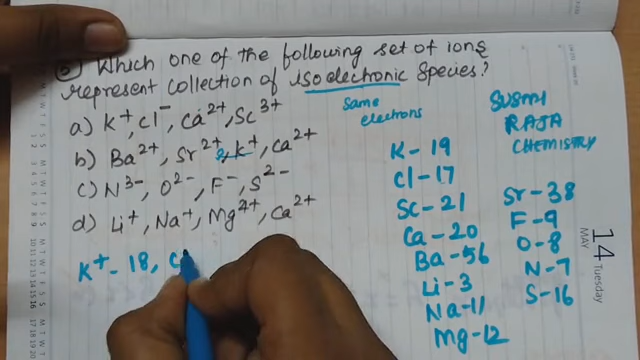 Which one of the following set of ions
represent collection of isoelectronic Species?
a) K+, Cl-, Ca2+, Sc3+
b) Ba2+, Sr2+, K+, Ca2+
c) N3-, O2-, F-, S2-
d) Li+, Na+, Mg2+, Ca2+
K+ - 18, C
Same
electrons
K - 19
Cl - 17
Sc - 21
Ca - 20
Ba - 56
Li - 3
Na - 11
Mg - 12
SUSMI
RAJA
CHEMISTRY
Sr - 38
F - 9
O - 8
N - 7
S - 16
14
MAY
Tuesday